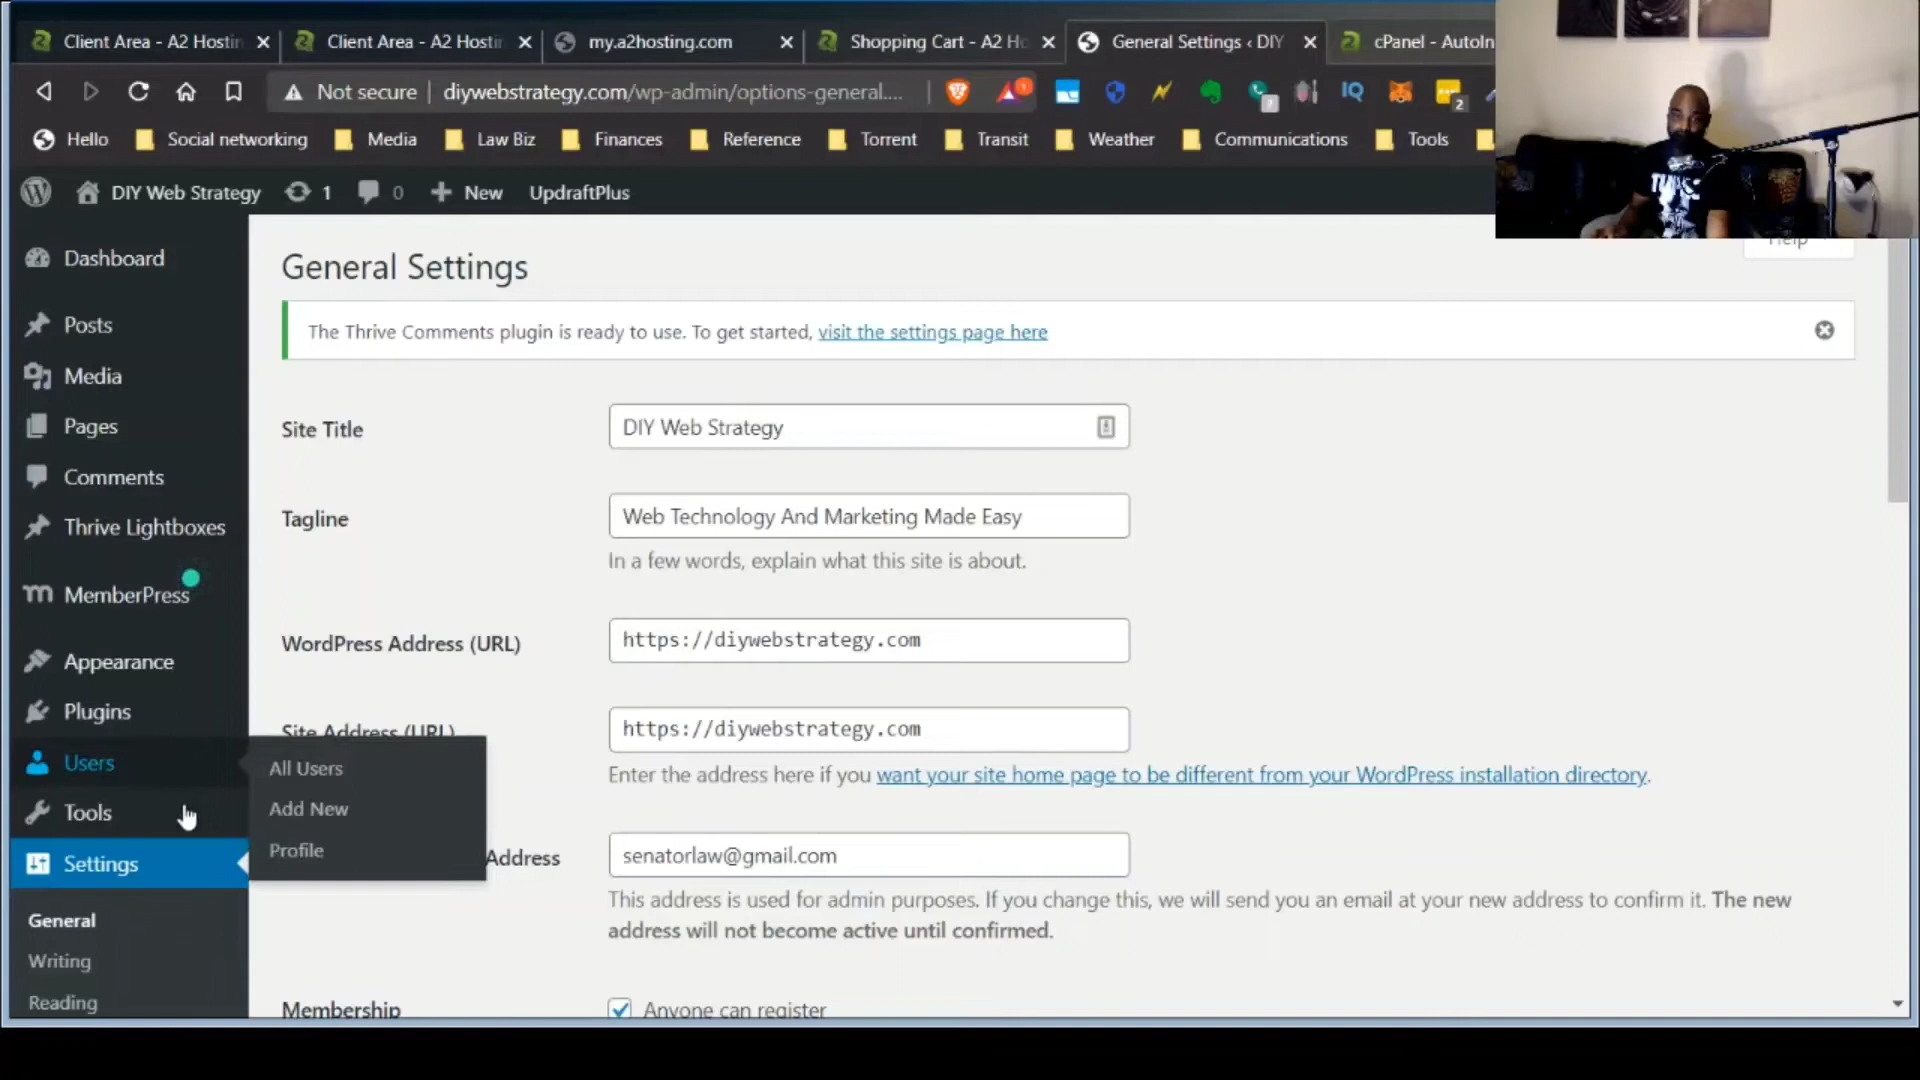 Client Area - A2 Hostin
Client Area - A2 Hostin
my.a2hosting.com
Shopping Cart - A2 Ho
General Settings ‹ DIY
cPanel - AutoIn
Not secure
diywebstrategy.com/wp-admin/options-general....
1
?
IQ
2
Hello
Social networking
Media
Law Biz
Finances
Reference
Torrent
Transit
Weather
Communications
Tools
DIY Web Strategy
1
0
New
UpdraftPlus
Help
Dashboard
Posts
Media
Pages
Comments
Thrive Lightboxes
MemberPress
Appearance
Plugins
Users
Tools
Settings
General
Writing
Reading
All Users
Add New
Profile
General Settings
The Thrive Comments plugin is ready to use. To get started, visit the settings page here
Site Title
DIY Web Strategy
Tagline
Web Technology And Marketing Made Easy
In a few words, explain what this site is about.
WordPress Address (URL)
https://diywebstrategy.com
Site Address (URL)
https://diywebstrategy.com
Enter the address here if you want your site home page to be different from your WordPress installation directory.
Address
senatorlaw@gmail.com
This address is used for admin purposes. If you change this, we will send you an email at your new address to confirm it. The new
address will not become active until confirmed.
Membership
Anyone can register